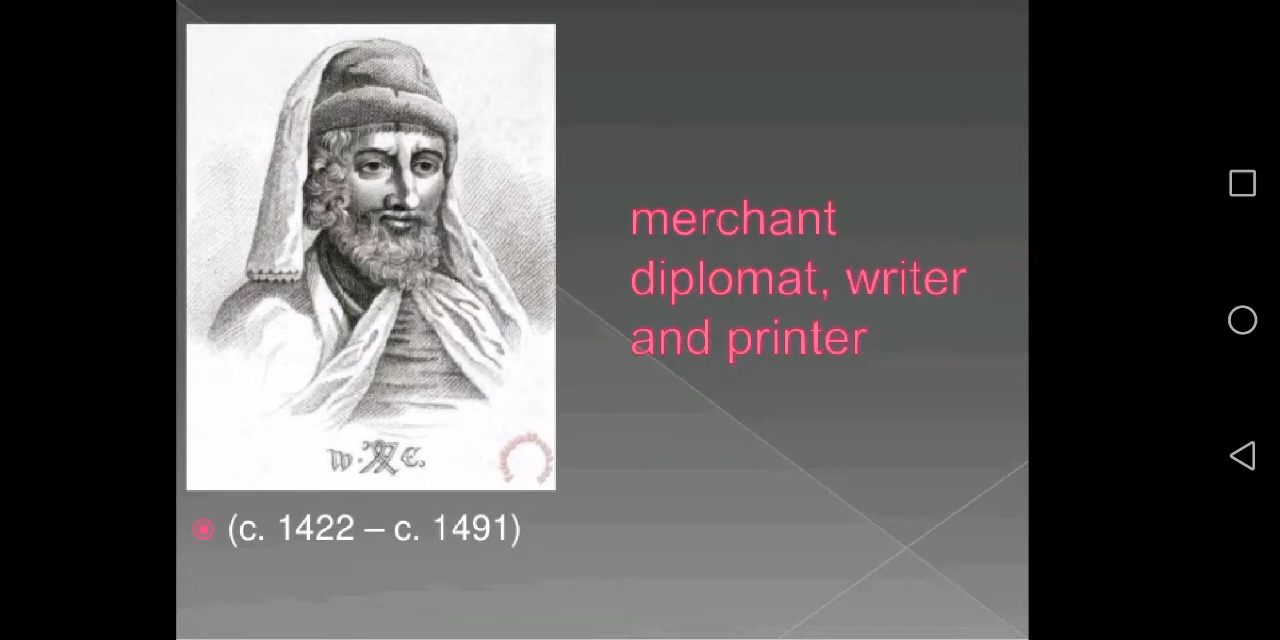 merchant
diplomat, writer
and printer
(c. 1422 – c. 1491)